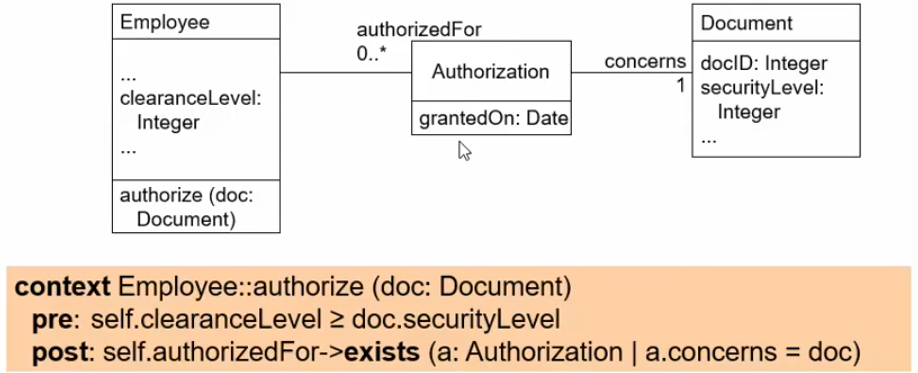 Employee
...
clearanceLevel:
Integer
...
authorize (doc:
Document)
authorizedFor
0..*
Authorization
grantedOn: Date
concerns
1
Document
docID: Integer
securityLevel:
Integer
...
context Employee::authorize (doc: Document)
pre: self.clearanceLevel ≥ doc.securityLevel
post: self.authorizedFor->exists (a: Authorization | a.concerns = doc)